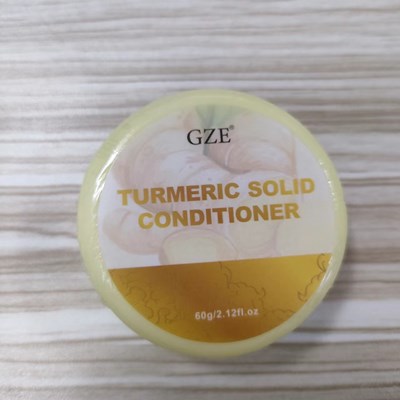 GZE®
TURMERIC SOLID
CONDITIONER
60g/2.12fl.oz